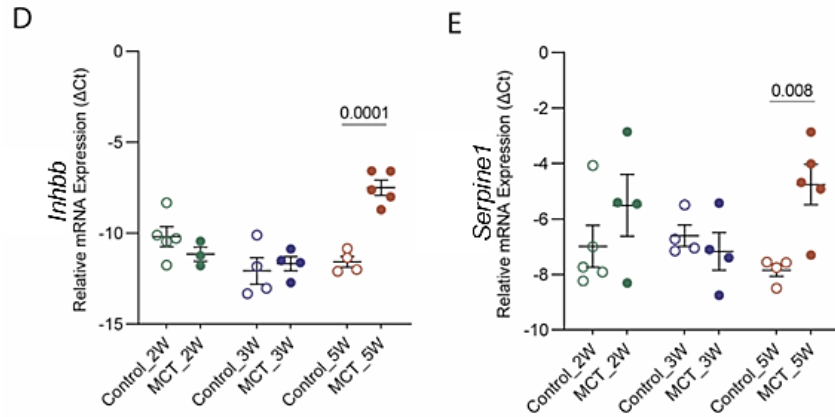 D
Inhbb
Relative mRNA Expression (ΔCt)
0
-5
-10
-15
0.0001
Control_2W
MCT_2W
Control_3W
MCT_3W
Control_5W
MCT_5W
E
Serpine1
Relative mRNA Expression (ΔCt)
0
-2
-4
-6
-8
-10
0.008
Control_2W
MCT_2W
Control_3W
MCT_3W
Control_5W
MCT_5W